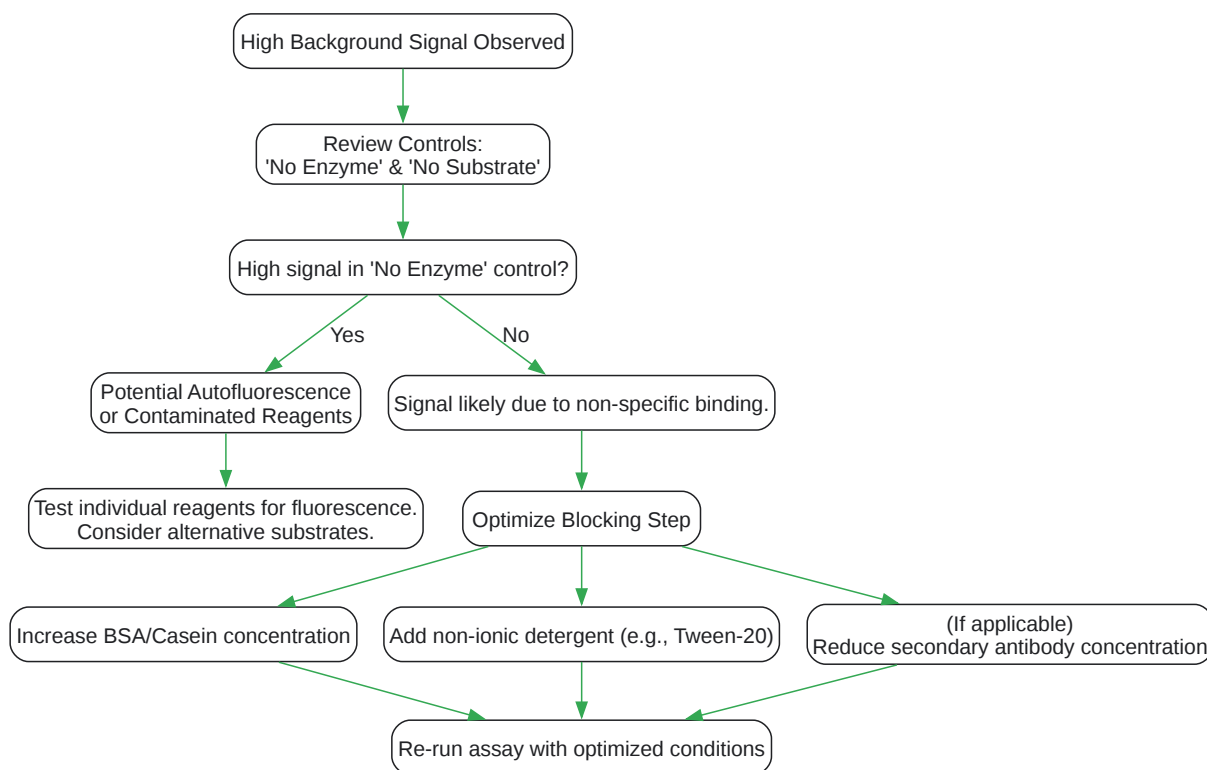 High Background Signal Observed
Review Controls:
'No Enzyme' & 'No Substrate'
High signal in 'No Enzyme' control?
Yes
No
Potential Autofluorescence
or Contaminated Reagents
Signal likely due to non-specific binding.
Test individual reagents for fluorescence.
Consider alternative substrates.
Optimize Blocking Step
Increase BSA/Casein concentration
Add non-ionic detergent (e.g., Tween-20)
(If applicable)
Reduce secondary antibody concentration
Re-run assay with optimized conditions